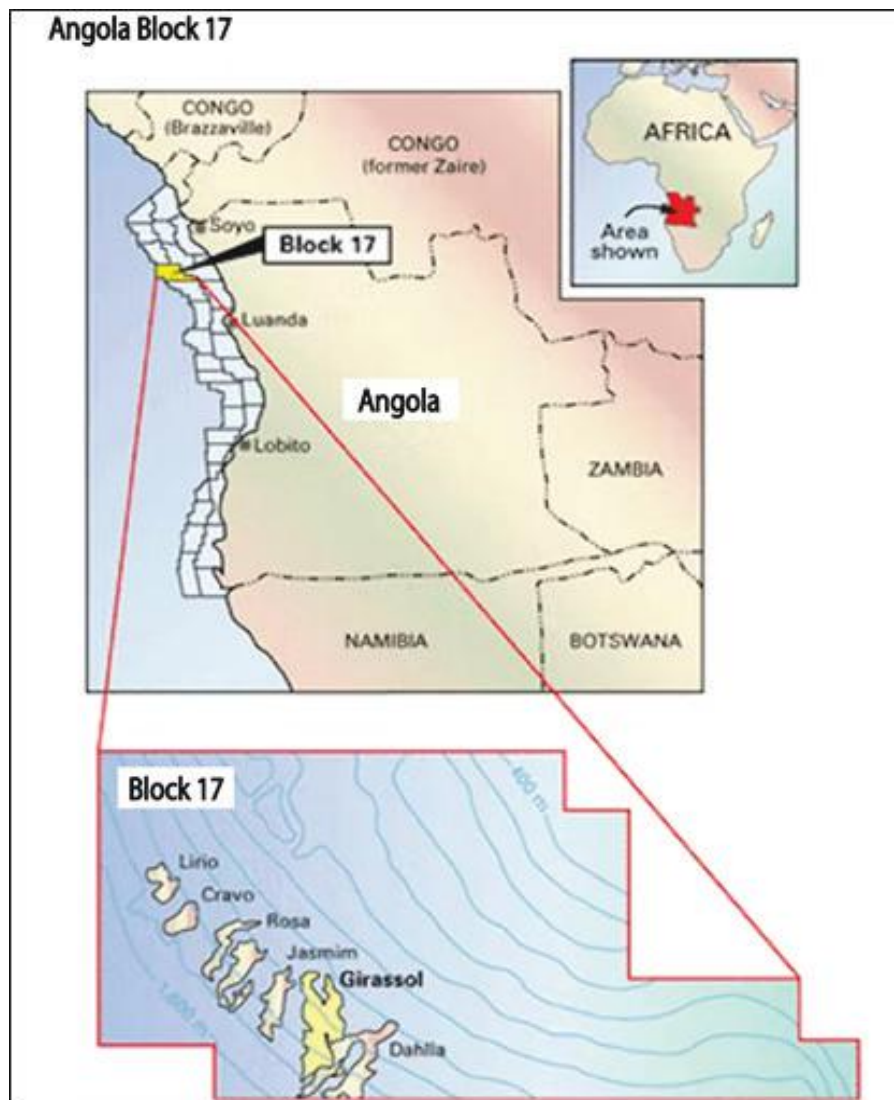 Angola Block 17
CONGO
(Brazzaville)
CONGO
(former Zaire)
AFRICA
Area
shown
Soyo
Block 17
Luanda
Angola
Lobito
ZAMBIA
NAMIBIA
BOTSWANA
Block 17
400 m
Lirio
Cravo
Rosa
Jasmim
Girassol
1,600 m
Dahlla